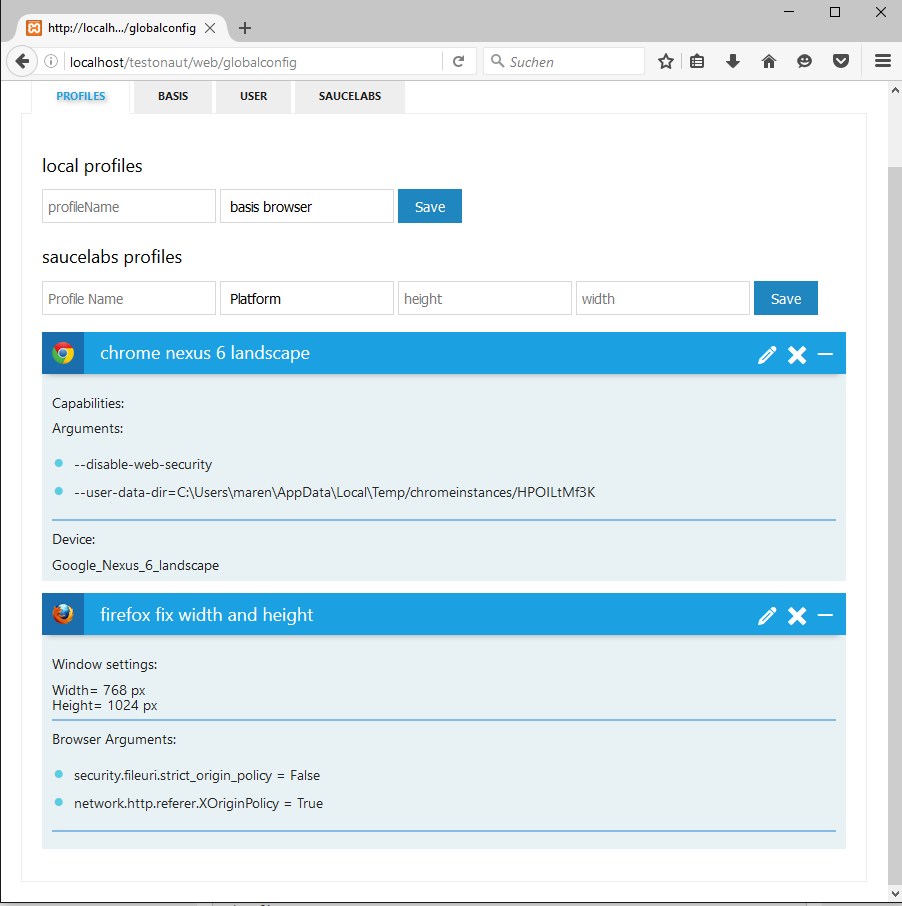 http://localh.../globalconfig
localhost/testonaut/web/globalconfig
Suchen
PROFILES BASIS USER SAUCELABS
local profiles
profileName basis browser Save
saucelabs profiles
Profile Name Platform height width Save
chrome nexus 6 landscape
Capabilities:
Arguments:
--disable-web-security
--user-data-dir=C:\Users\maren\AppData\Local\Temp/chromeinstances/HPOILtMf3K
Device:
Google_Nexus_6_landscape
firefox fix width and height
Window settings:
Width= 768 px
Height= 1024 px
Browser Arguments:
security.fileuri.strict_origin_policy = False
network.http.referer.XOriginPolicy = True